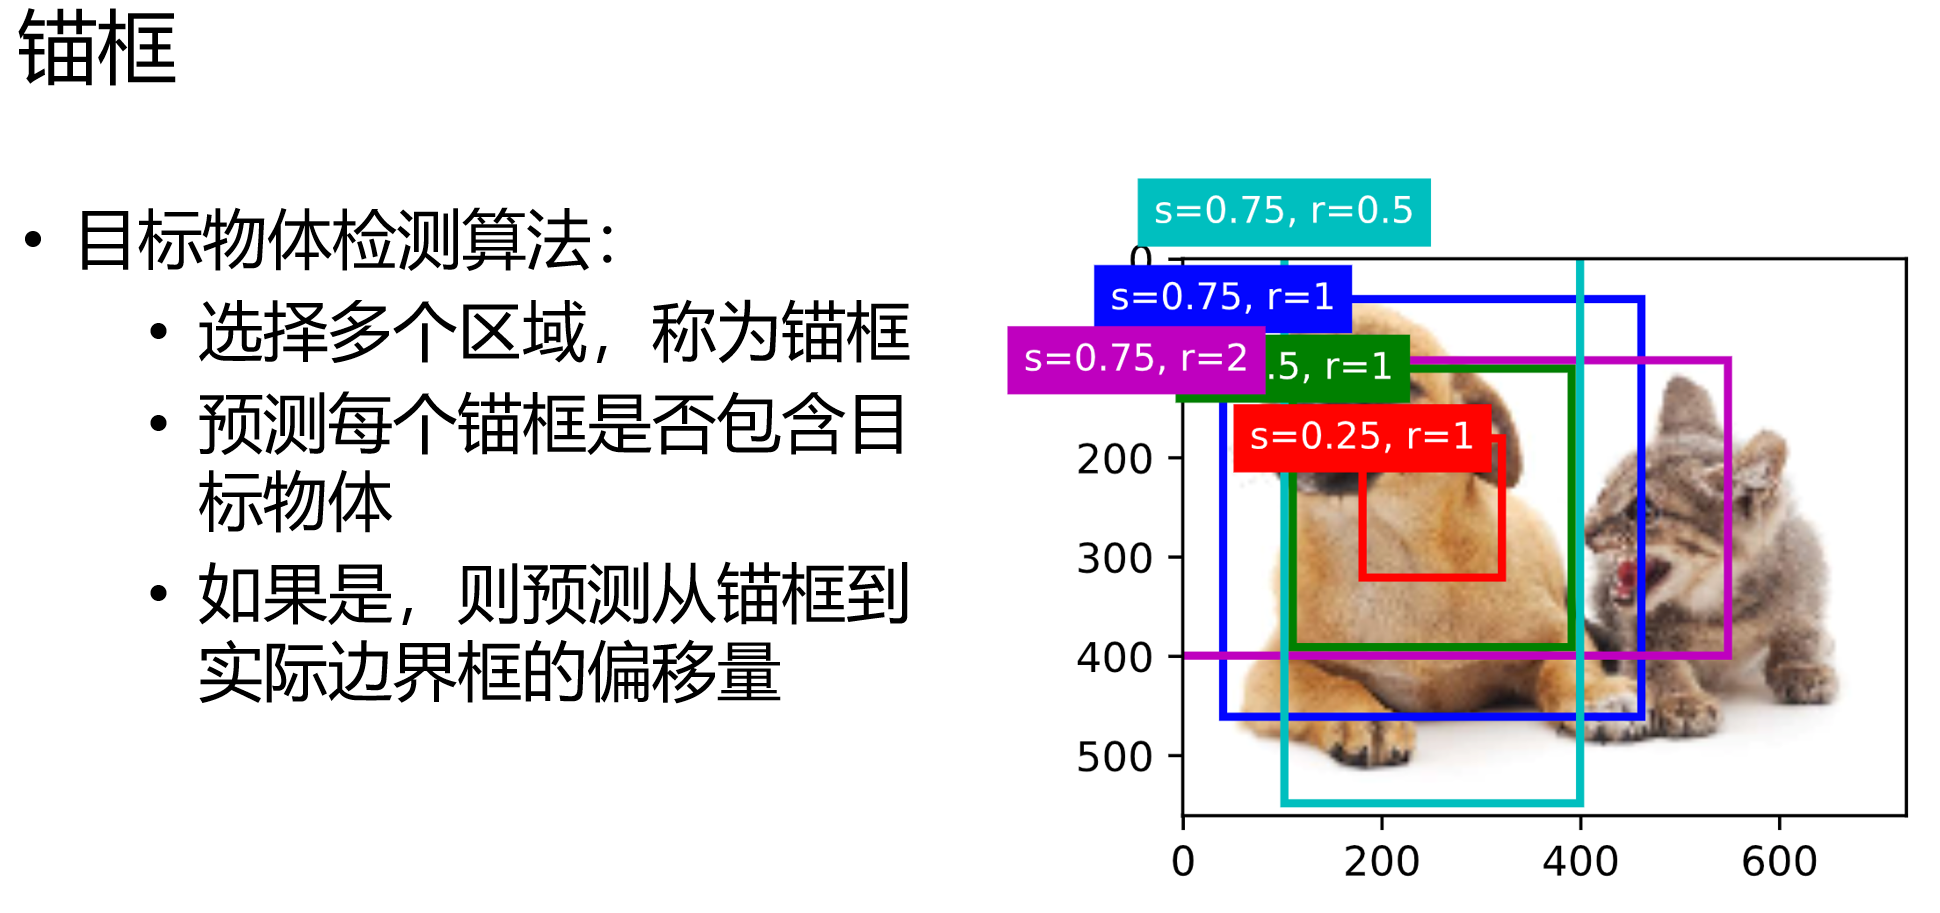 锚框
• 目标物体检测算法：
• 选择多个区域，称为锚框
• 预测每个锚框是否包含目
标物体
• 如果是，则预测从锚框到
实际边界框的偏移量
s=0.75, r=0.5
0
s=0.75, r=1
s=0.75, r=2
.5, r=1
s=0.25, r=1
200
300
400
500
0 200 400 600